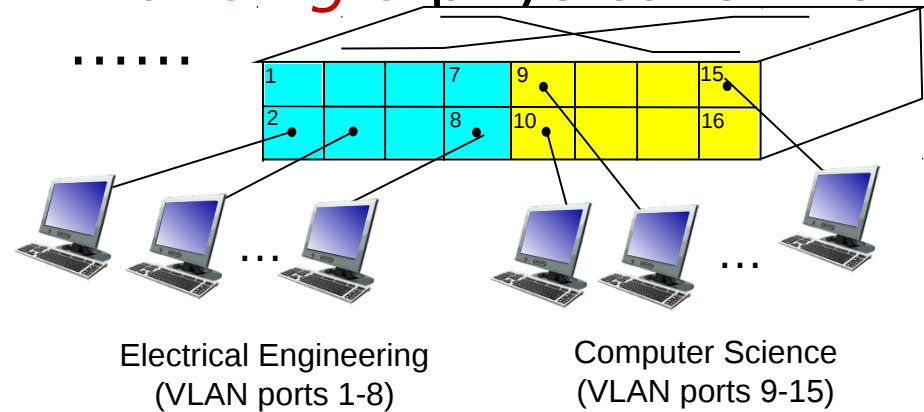 ......
1 7 9 15
2 8 10 16
... ...
Electrical Engineering
(VLAN ports 1-8)
Computer Science
(VLAN ports 9-15)